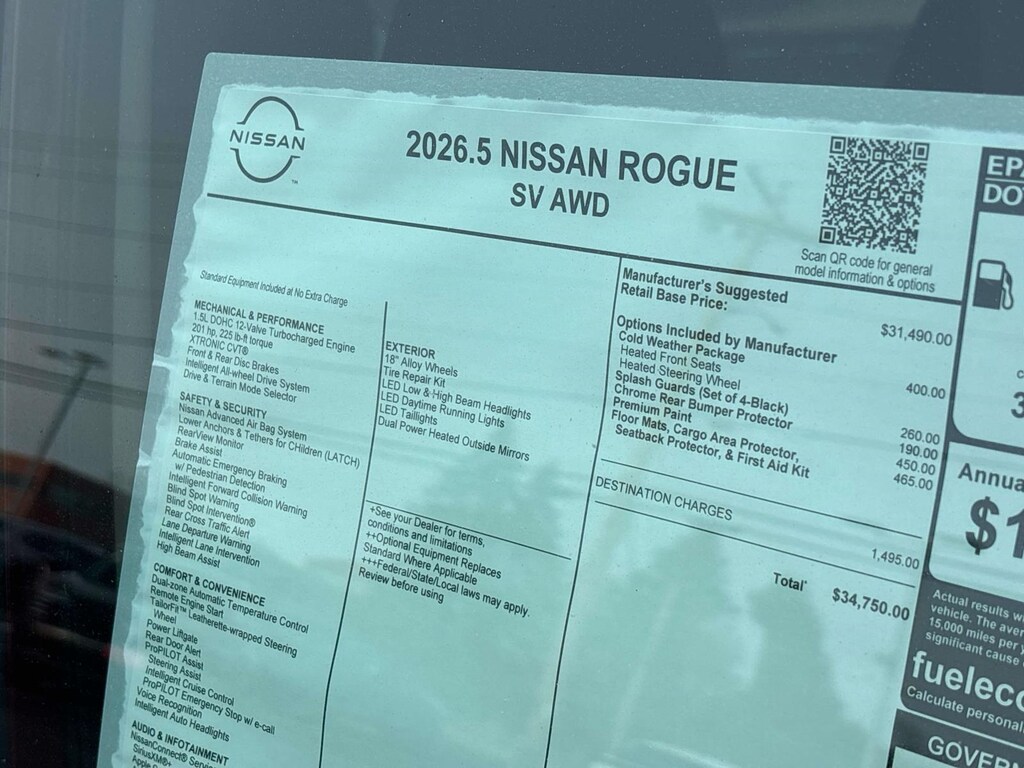 NISSAN
2026.5 NISSAN ROGUE
SV AWD
Scan QR code for general
model information & options
Standard Equipment Included at No Extra Charge
MECHANICAL & PERFORMANCE
1.5L DOHC 12-Valve Turbocharged Engine
201 hp, 225 lb-ft torque
XTRONIC CVT®
Front & Rear Disc Brakes
Intelligent All-wheel Drive System
Drive & Terrain Mode Selector
SAFETY & SECURITY
Nissan Advanced Air Bag System
Lower Anchors & Tethers for Children (LATCH)
RearView Monitor
Brake Assist
Automatic Emergency Braking
w/ Pedestrian Detection
Intelligent Forward Collision Warning
Blind Spot Warning
Blind Spot Intervention®
Rear Cross Traffic Alert
Lane Departure Warning
Intelligent Lane Intervention
High Beam Assist
COMFORT & CONVENIENCE
Dual-zone Automatic Temperature Control
Remote Engine Start
TailorFit™ Leatherette-wrapped Steering
Wheel
Power Liftgate
Rear Door Alert
ProPILOT Assist
Steering Assist
Intelligent Cruise Control
ProPILOT Emergency Stop w/ e-call
Voice Recognition
Intelligent Auto Headlights
AUDIO & INFOTAINMENT
NissanConnect® Servi
SiriusXM®+
Apple
EXTERIOR
18" Alloy Wheels
Tire Repair Kit
LED Low & High Beam Headlights
LED Daytime Running Lights
LED Taillights
Dual Power Heated Outside Mirrors
+See your Dealer for terms,
conditions and limitations
++Optional Equipment Replaces
Standard Where Applicable
+++Federal/State/Local laws may apply.
Review before using
Manufacturer's Suggested
Retail Base Price: $31,490.00
Options Included by Manufacturer
Cold Weather Package 400.00
Heated Front Seats
Heated Steering Wheel
Splash Guards (Set of 4-Black) 260.00
Chrome Rear Bumper Protector 190.00
Premium Paint 450.00
Floor Mats, Cargo Area Protector, 465.00
Seatback Protector, & First Aid Kit
DESTINATION CHARGES 1,495.00
Total* $34,750.00
EPA
DO
3
Annua
$1
Actual results w
vehicle. The aver
15,000 miles per y
significant cause
fueleco
Calculate personal
GOVERN